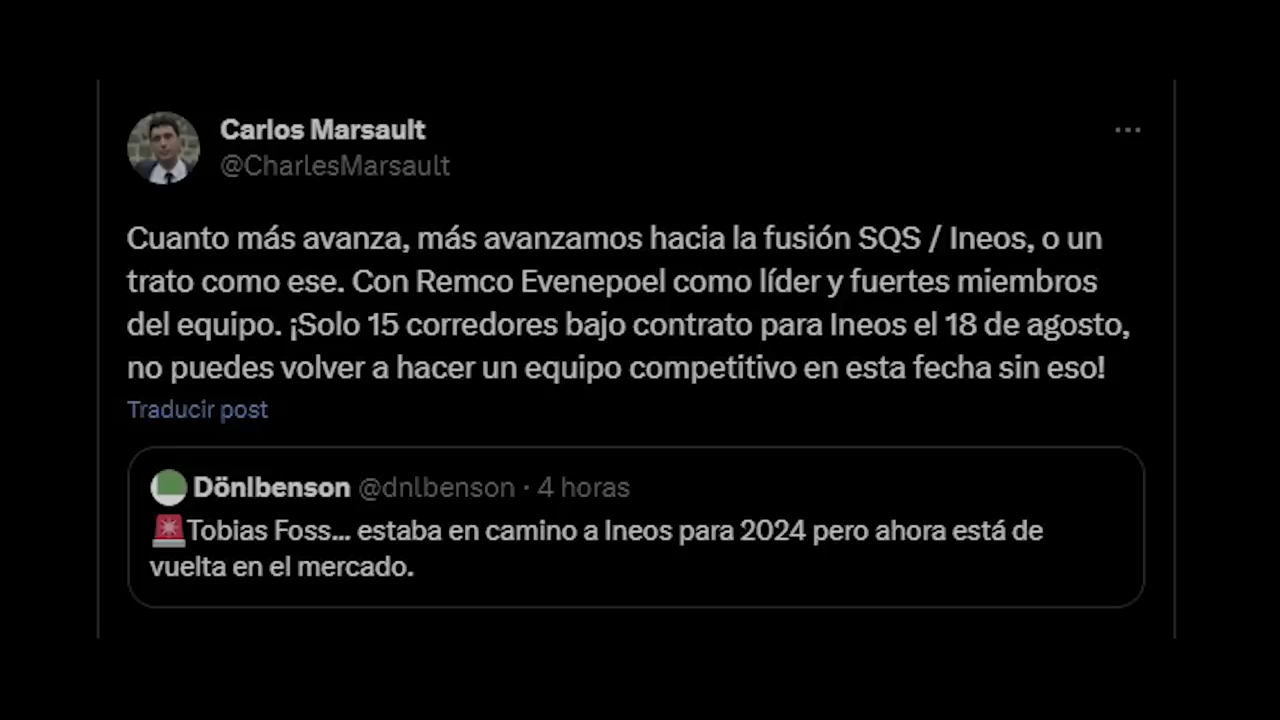 Carlos Marsault
@CharlesMarsault
Cuanto más avanza, más avanzamos hacia la fusión SQS / Ineos, o un
trato como ese. Con Remco Evenepoel como líder y fuertes miembros
del equipo. ¡Solo 15 corredores bajo contrato para Ineos el 18 de agosto,
no puedes volver a hacer un equipo competitivo en esta fecha sin eso!
Traducir post
Dönlbenson @dnlbenson · 4 horas
🚨Tobias Foss... estaba en camino a Ineos para 2024 pero ahora está de
vuelta en el mercado.